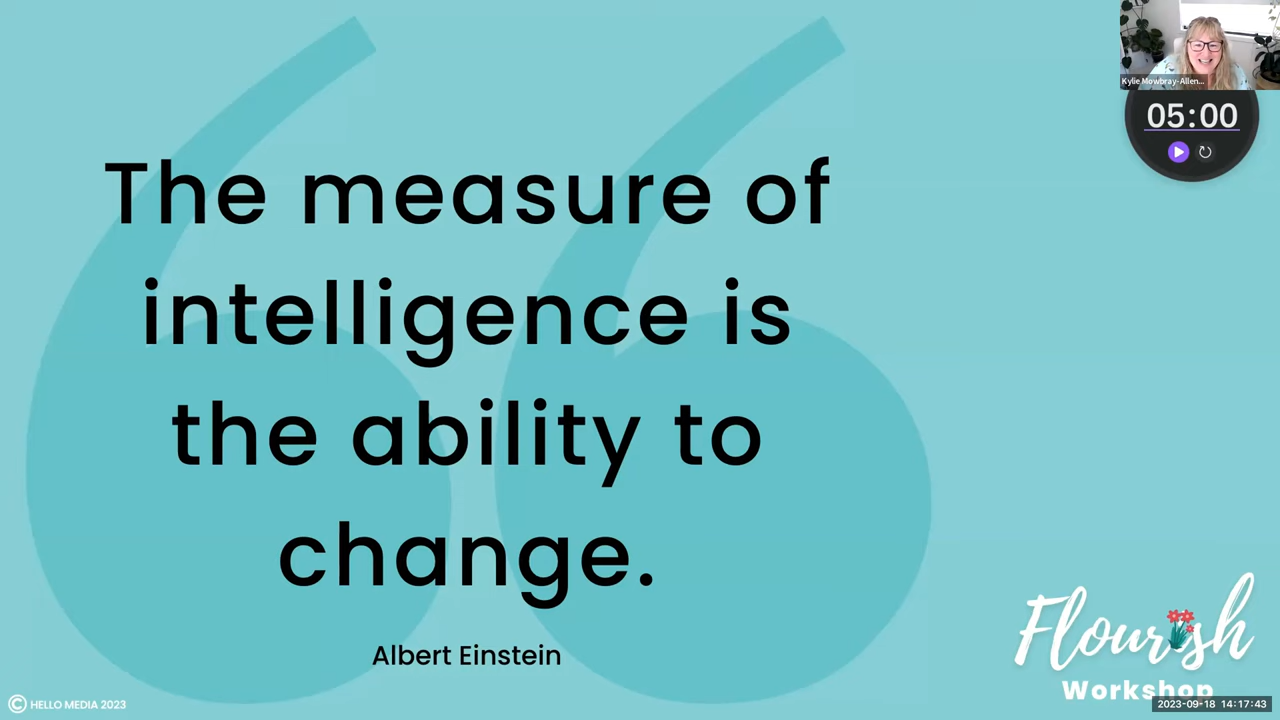 The measure of
intelligence is
the ability to
change.
Albert Einstein
Kylie Mowbray-Allen...
05:00
Flourish
Workshop
© HELLO MEDIA 2023
2023-09-18 14:17:43